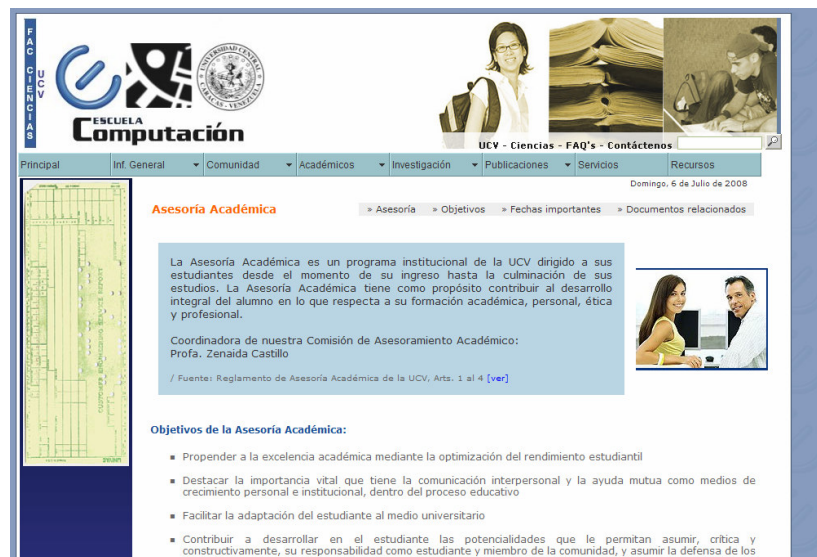 FAC CIENCIAS
UCV
UNIVERSIDAD CENTRAL
CARACAS - VENEZUELA
ESCUELA
Computación
UCV - Ciencias - FAQ's - Contáctenos
Principal Inf. General Comunidad Académicos Investigación Publicaciones Servicios Recursos
Domingo, 6 de Julio de 2008
Asesoría Académica » Asesoría » Objetivos » Fechas importantes » Documentos relacionados
La Asesoría Académica es un programa institucional de la UCV dirigido a sus
estudiantes desde el momento de su ingreso hasta la culminación de sus
estudios. La Asesoría Académica tiene como propósito contribuir al desarrollo
integral del alumno en lo que respecta a su formación académica, personal, ética
y profesional.
Coordinadora de nuestra Comisión de Asesoramiento Académico:
Profa. Zenaida Castillo
/ Fuente: Reglamento de Asesoría Académica de la UCV, Arts. 1 al 4 [ver]
CUSTOMER ENGINEERING SERVICE REPORT
Objetivos de la Asesoría Académica:
Propender a la excelencia académica mediante la optimización del rendimiento estudiantil
Destacar la importancia vital que tiene la comunicación interpersonal y la ayuda mutua como medios de
crecimiento personal e institucional, dentro del proceso educativo
Facilitar la adaptación del estudiante al medio universitario
Contribuir a desarrollar en el estudiante las potencialidades que le permitan asumir, crítica y
constructivamente, su responsabilidad como estudiante y miembro de la comunidad, y asumir la defensa de los